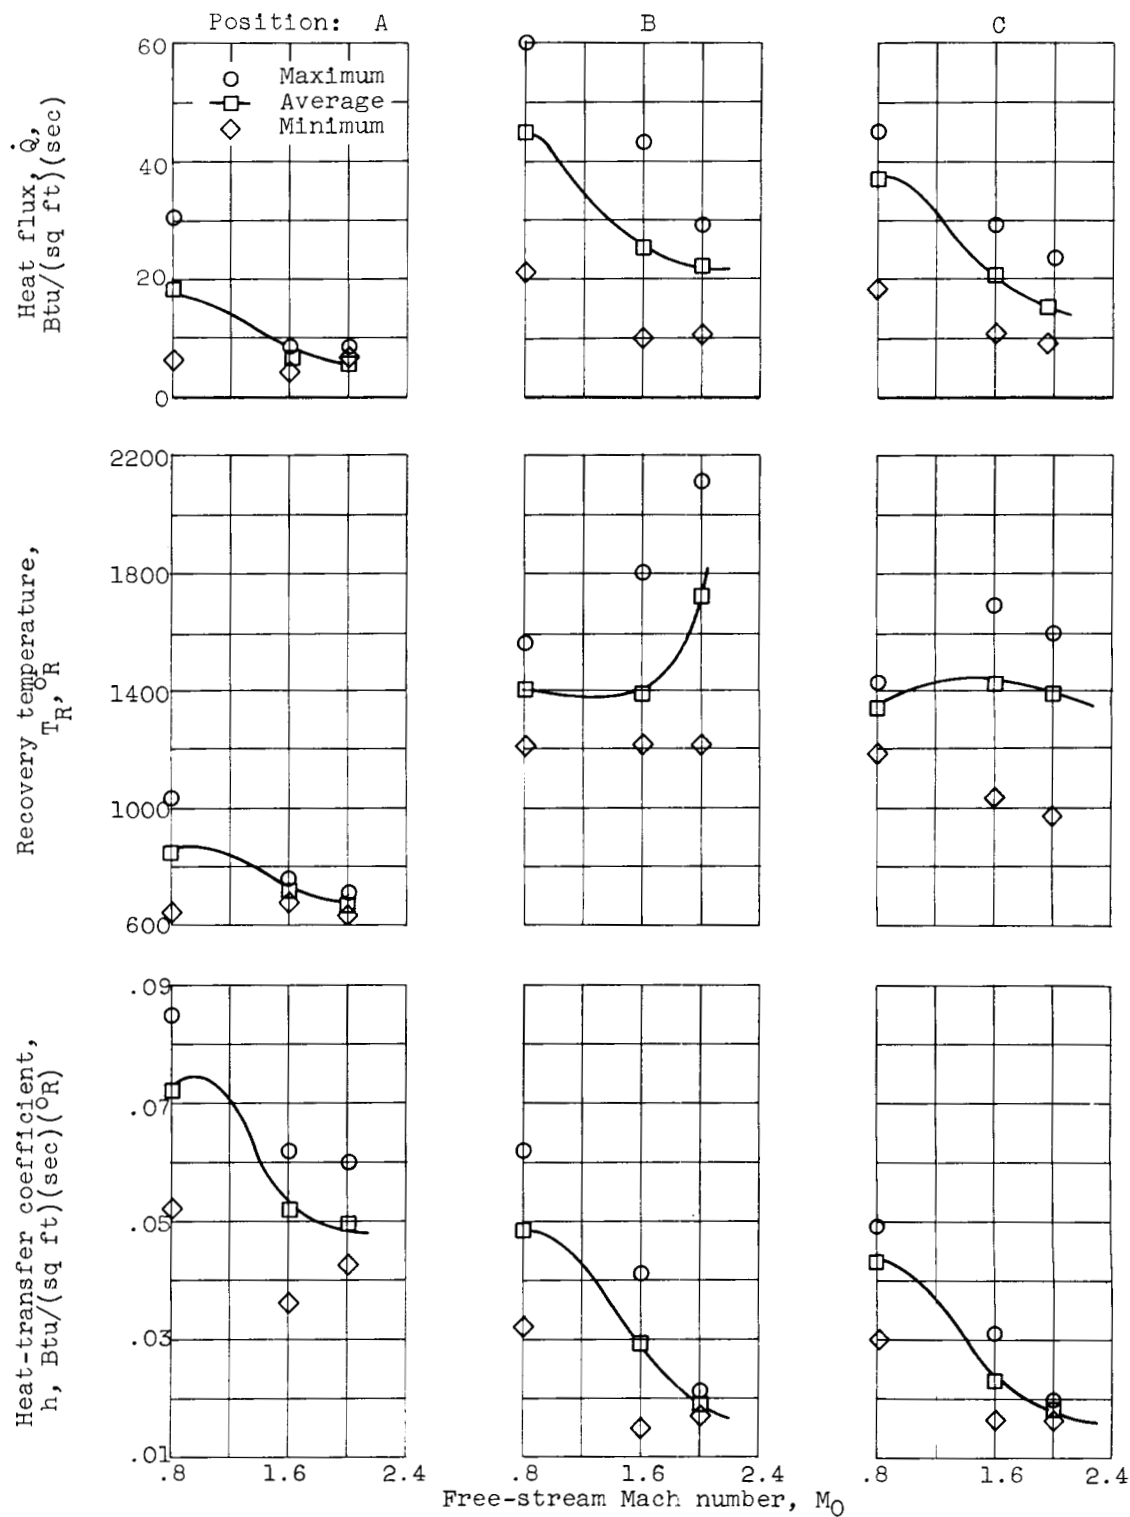 Position: A B C
Maximum
Average
Minimum
Heat flux, Q̇,
Btu/(sq ft)(sec)
60
40
20
0
Recovery temperature,
T_R, °R
2200
1800
1400
1000
600
Heat-transfer coefficient,
h, Btu/(sq ft)(sec)(°R)
.09
.07
.05
.03
.01
.8 1.6 2.4 .8 1.6 2.4 .8 1.6 2.4
Free-stream Mach number, M₀